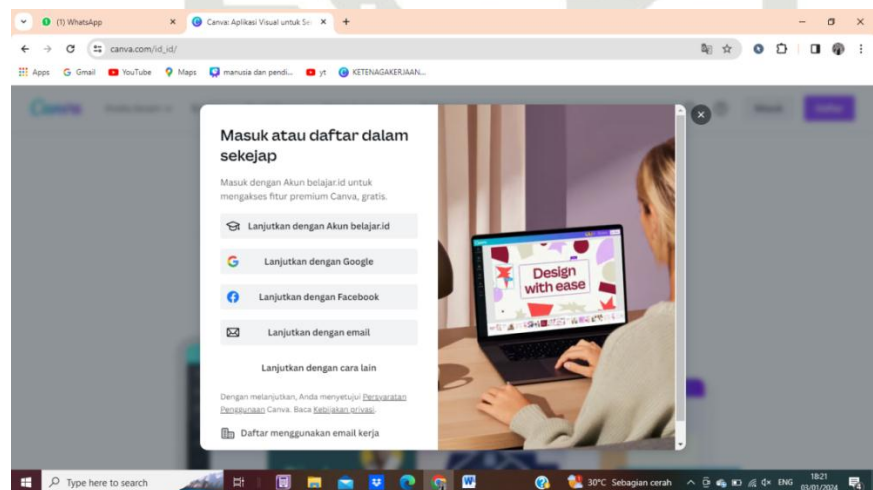 (1) WhatsApp
Canva: Aplikasi Visual untuk Se
canva.com/id_id/
Apps Gmail YouTube Maps manusia dan pendi... yt KETENAGAKERJAAN...
Canva
Masuk
Daftar
Masuk atau daftar dalam
sekejap
Masuk dengan Akun belajar.id untuk
mengakses fitur premium Canva, gratis.
Lanjutkan dengan Akun belajar.id
Lanjutkan dengan Google
Lanjutkan dengan Facebook
Lanjutkan dengan email
Lanjutkan dengan cara lain
Dengan melanjutkan, Anda menyetujui Persyaratan
Penggunaan Canva. Baca Kebijakan privasi.
Daftar menggunakan email kerja
Design
with ease
Type here to search
30°C Sebagian cerah
ENG
18:21
03/01/2024